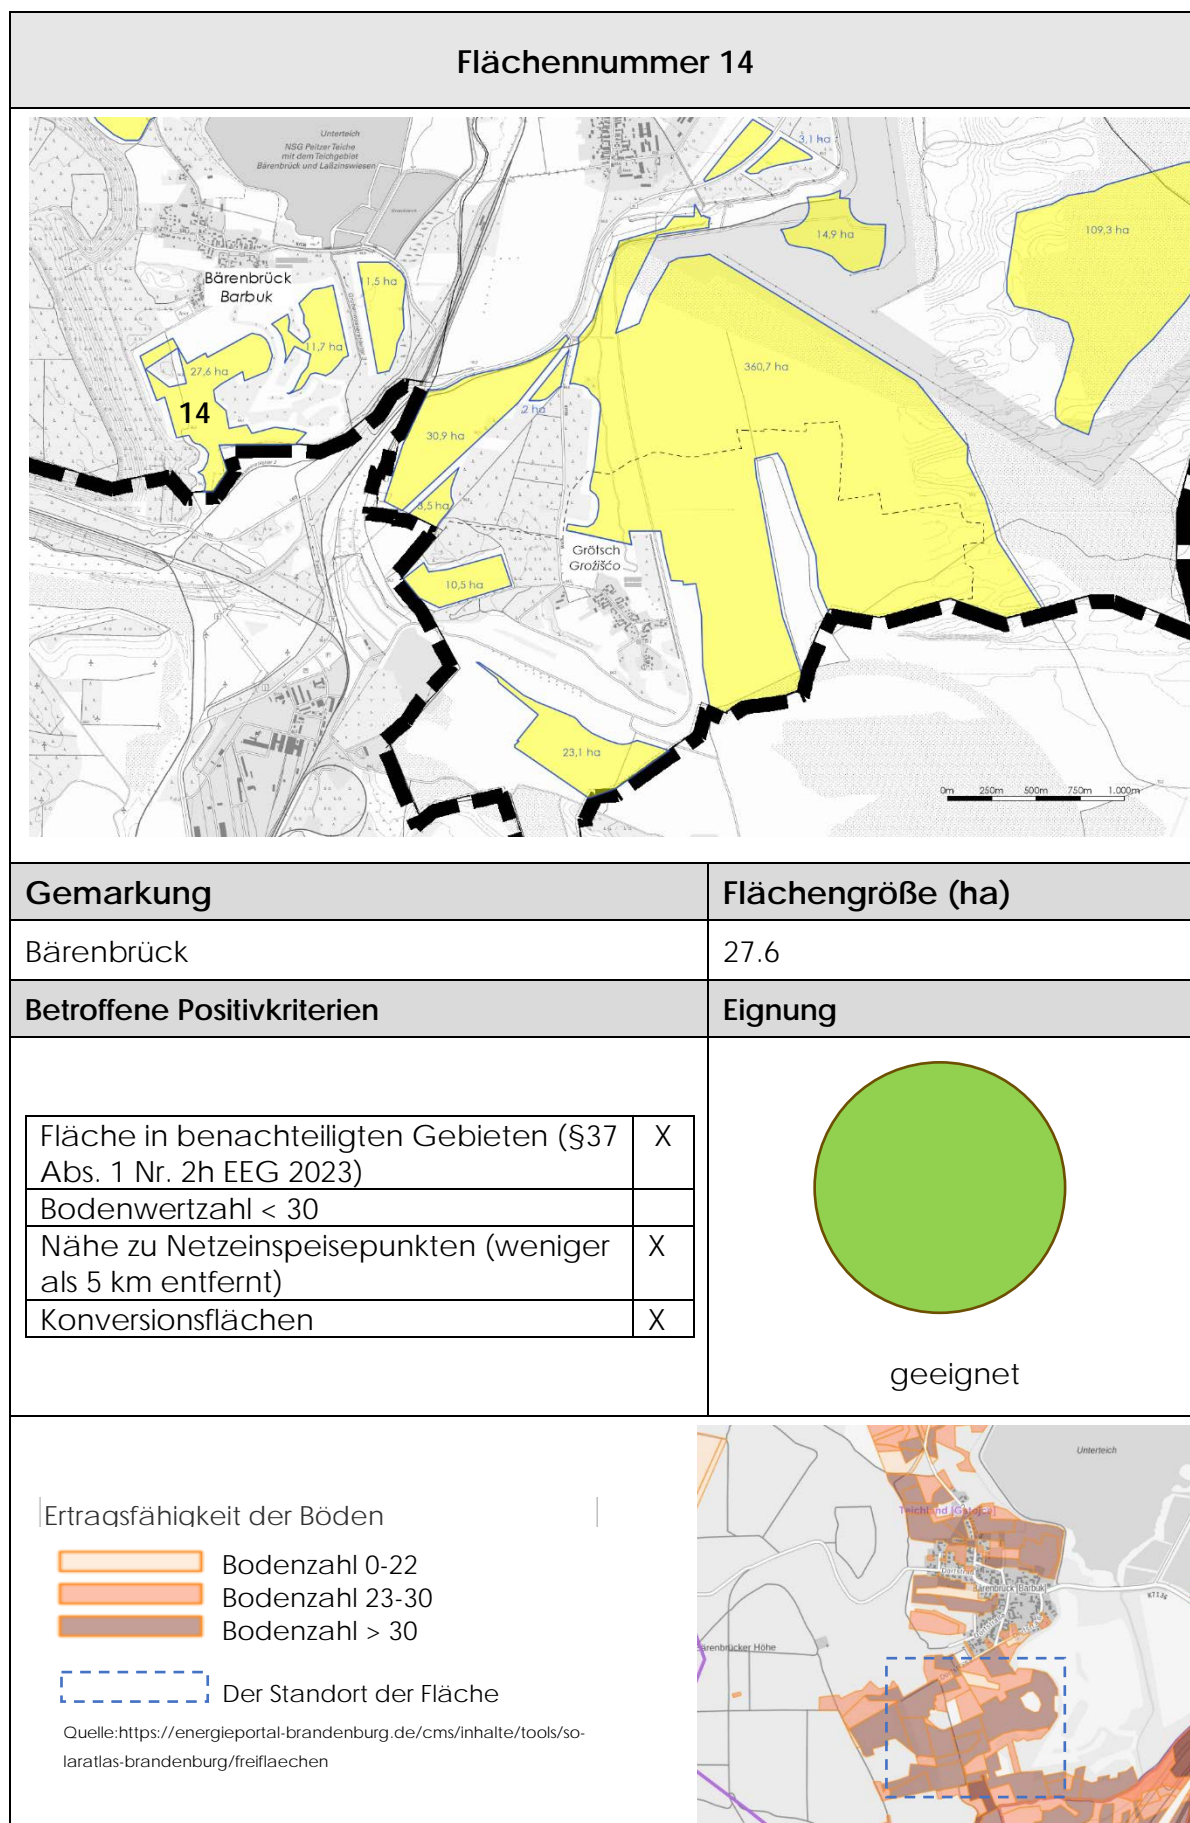 Flächennummer 14
Unterteich
NSG Peitzer Teiche
mit dem Teichgebiet
Bärenbrück und Laßzinswiesen
3,1 ha
14,9 ha
109,3 ha
Bärenbrück
Barbuk
1,5 ha
11,7 ha
27,6 ha
14
360,7 ha
2 ha
30,9 ha
3,5 ha
Grötsch
Grožišćo
10,5 ha
23,1 ha
0m 250m 500m 750m 1.000m
Gemarkung Flächengröße (ha)
Bärenbrück 27.6
Betroffene Positivkriterien Eignung
Fläche in benachteiligten Gebieten (§37 X
Abs. 1 Nr. 2h EEG 2023)
Bodenwertzahl < 30
Nähe zu Netzeinspeisepunkten (weniger X
als 5 km entfernt)
Konversionsflächen X
geeignet
Ertragsfähigkeit der Böden
Bodenzahl 0-22
Bodenzahl 23-30
Bodenzahl > 30
Der Standort der Fläche
Quelle:https://energieportal-brandenburg.de/cms/inhalte/tools/so-
laratlas-brandenburg/freiflaechen
Unterteich
Teichland [Gatojce]
Bärenbrück [Barbuk]
K7136
ärenbrücker Höhe